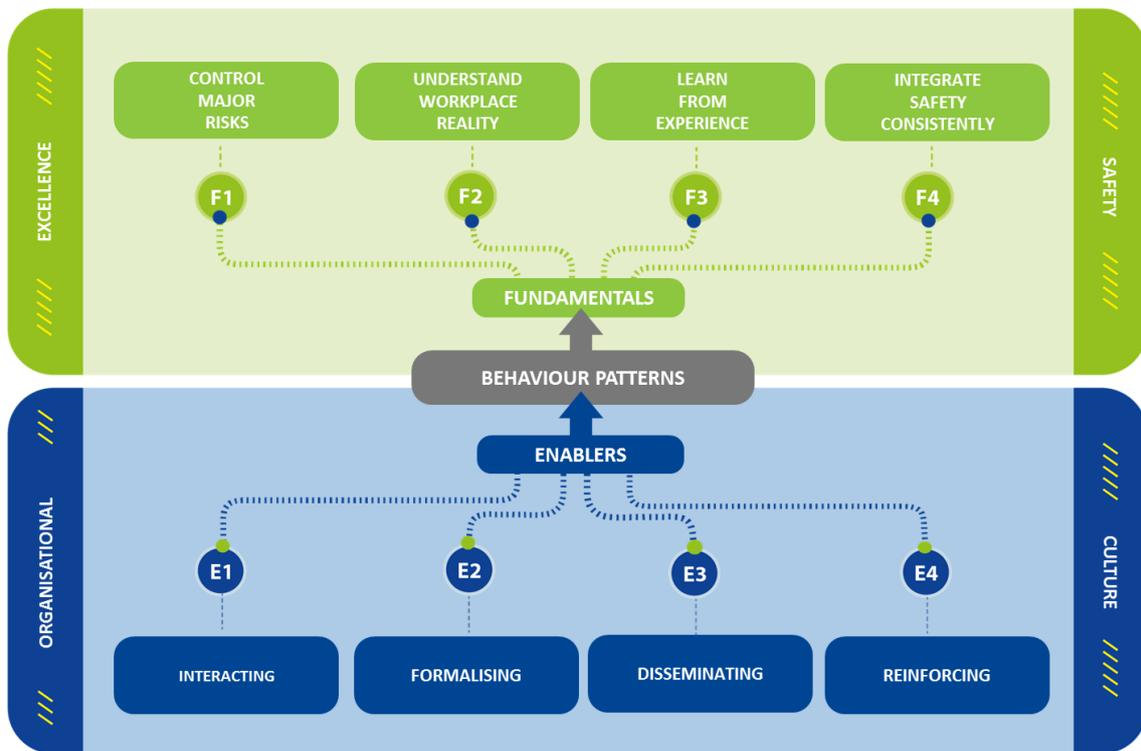 EXCELLENCE
SAFETY
CONTROL
MAJOR
RISKS
UNDERSTAND
WORKPLACE
REALITY
LEARN
FROM
EXPERIENCE
INTEGRATE
SAFETY
CONSISTENTLY
F1
F2
F3
F4
FUNDAMENTALS
BEHAVIOUR PATTERNS
ENABLERS
ORGANISATIONAL
CULTURE
E1
E2
E3
E4
INTERACTING
FORMALISING
DISSEMINATING
REINFORCING